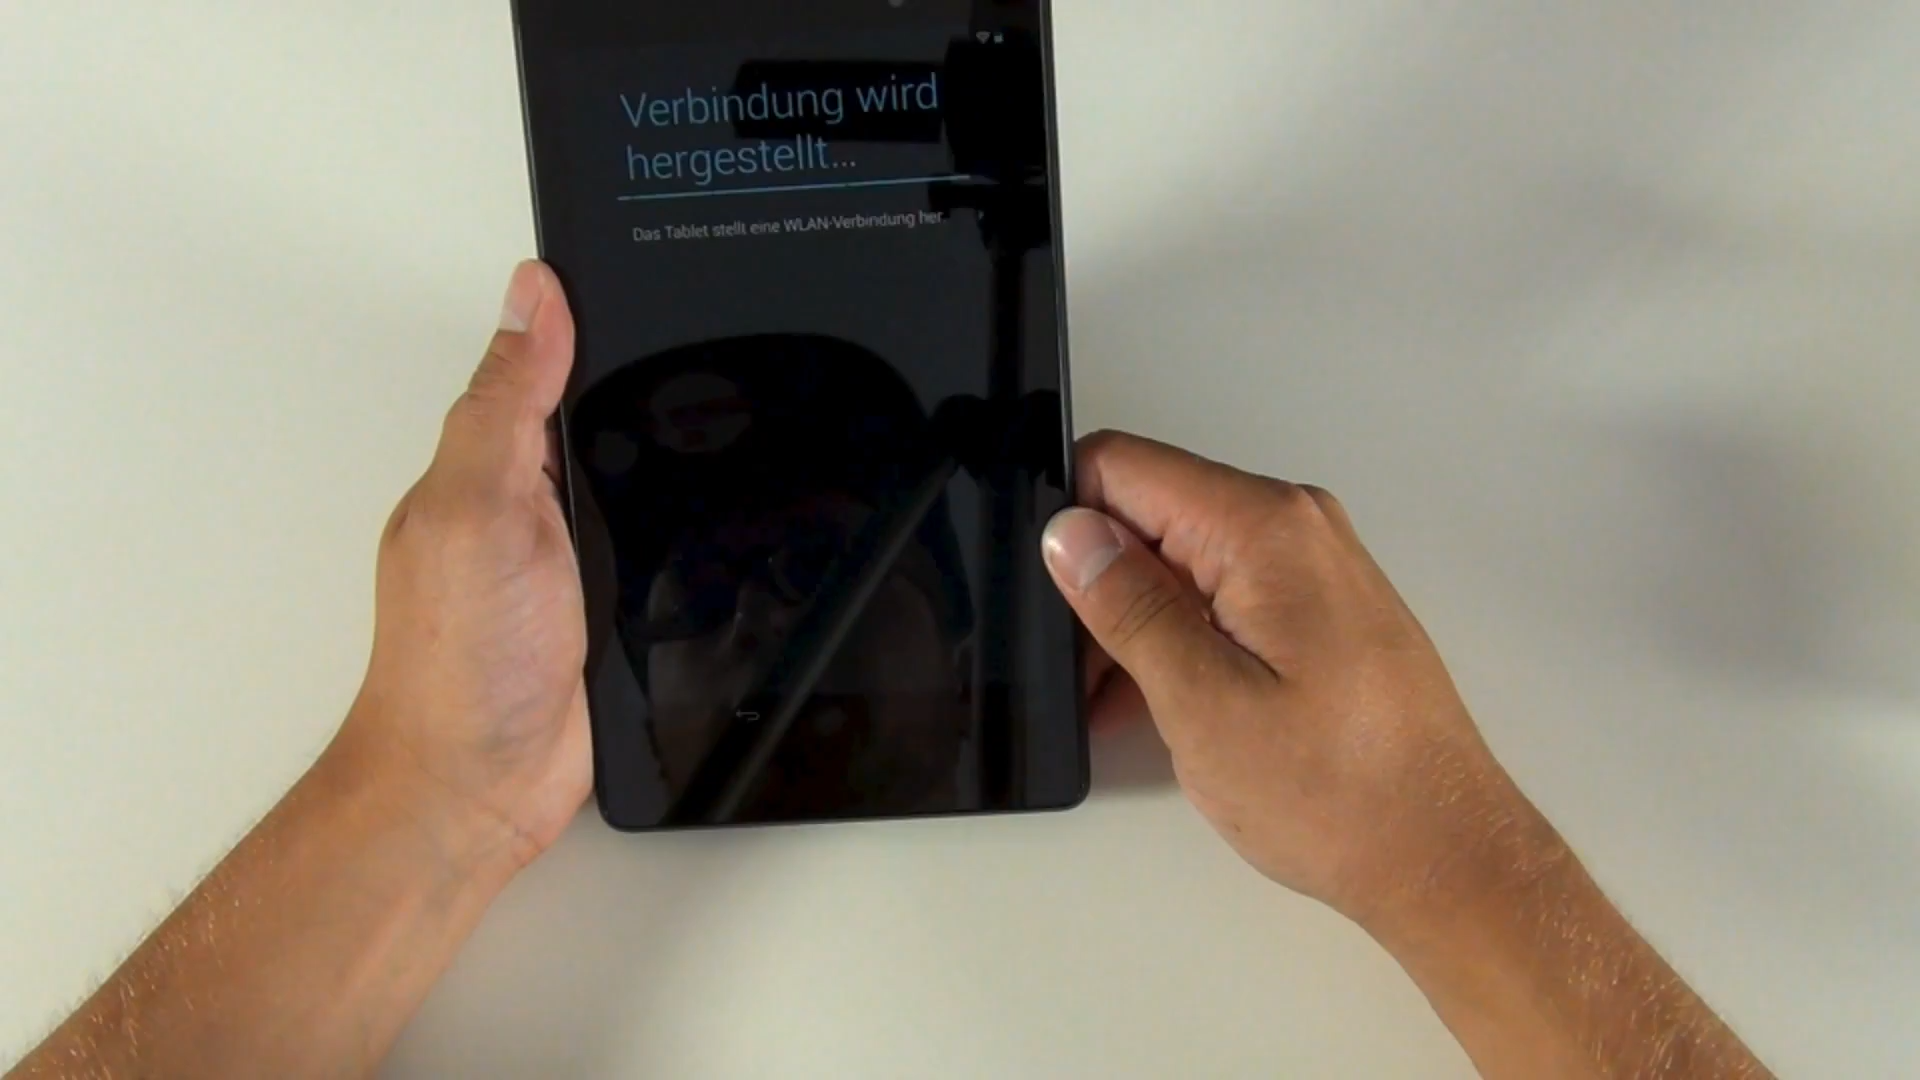 Verbindung wird
hergestellt...
Das Tablet stellt eine WLAN-Verbindung her.